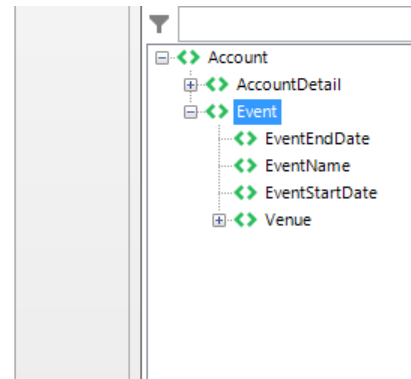 Account
AccountDetail
Event
EventEndDate
EventName
EventStartDate
Venue